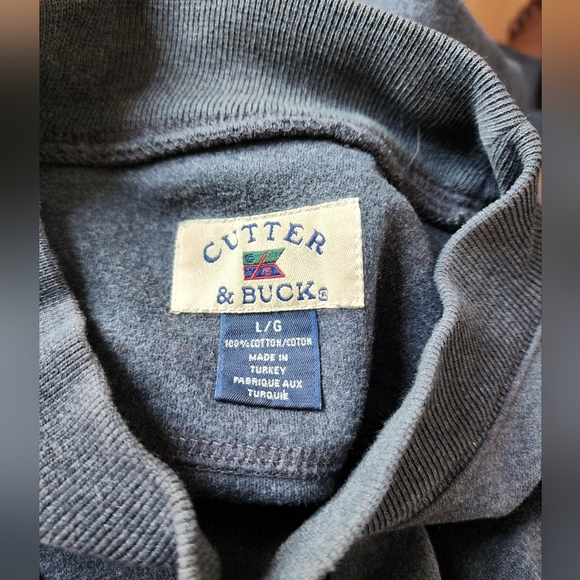 CUTTER
& BUCK®
L/G
100% COTTON/COTON
MADE IN
TURKEY
FABRIQUE AUX
TURQUIE